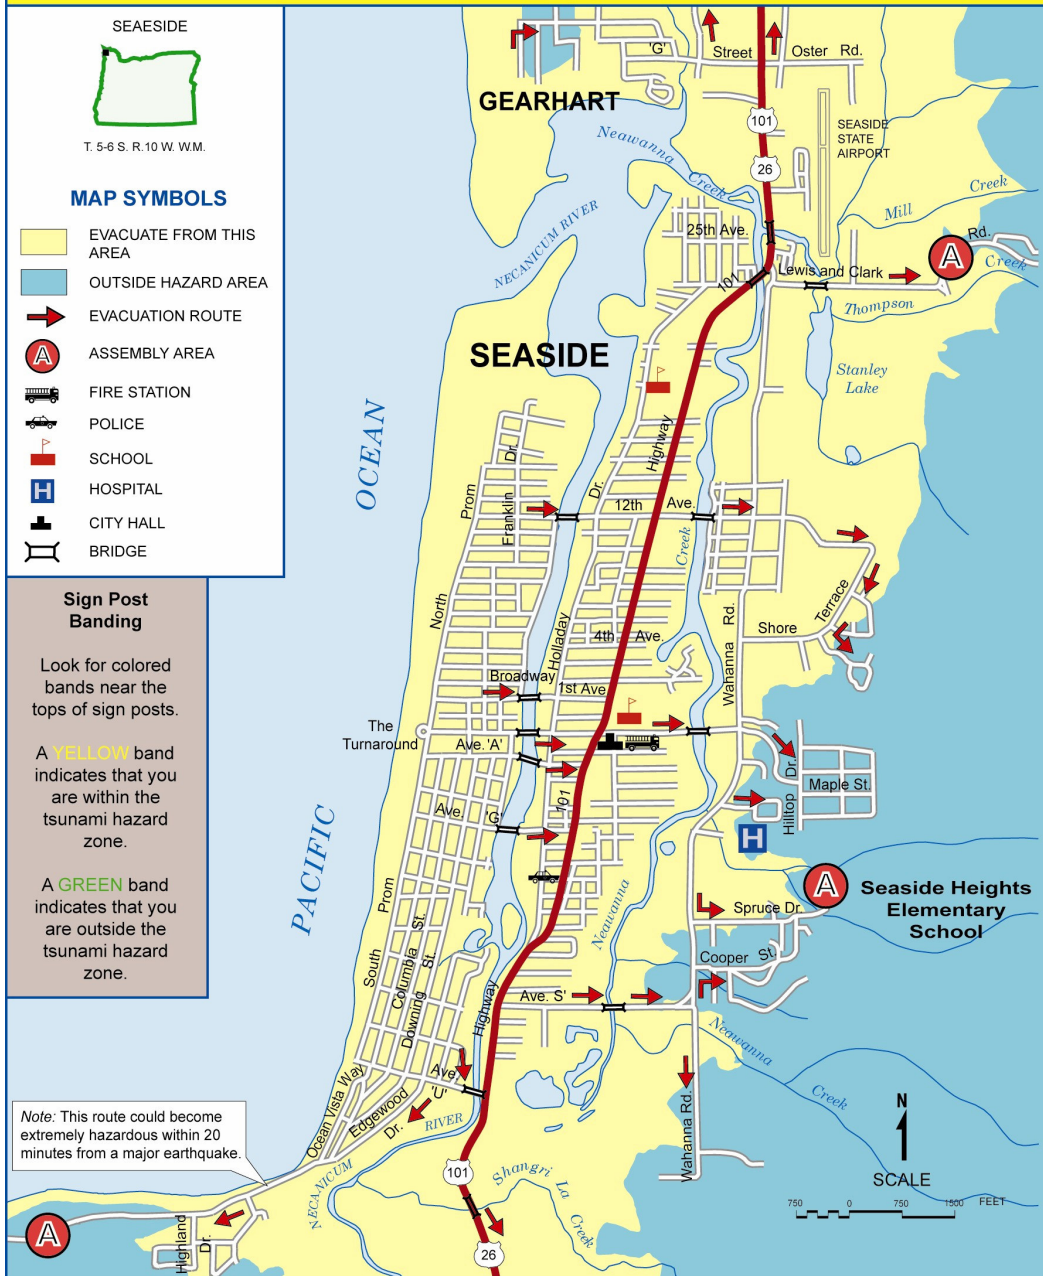 SEAESIDE
T. 5-6 S. R.10 W. W.M.
MAP SYMBOLS
EVACUATE FROM THIS
AREA
OUTSIDE HAZARD AREA
EVACUATION ROUTE
A
ASSEMBLY AREA
FIRE STATION
POLICE
SCHOOL
H
HOSPITAL
CITY HALL
BRIDGE
Sign Post
Banding
Look for colored
bands near the
tops of sign posts.
A YELLOW band
indicates that you
are within the
tsunami hazard
zone.
A GREEN band
indicates that you
are outside the
tsunami hazard
zone.
Note: This route could become
extremely hazardous within 20
minutes from a major earthquake.
'G'
Street
Oster Rd.
GEARHART
101
26
SEASIDE
STATE
AIRPORT
Neawanna
Creek
Mill
Creek
NECANICUM RIVER
25th Ave.
Rd.
A
Creek
Lewis and Clark
101
Thompson
SEASIDE
Stanley
Lake
PACIFIC
OCEAN
Highway
Dr.
Prom
Franklin
Dr.
12th
Ave.
Creek
North
Holladay
4th
Ave.
Wahanna
Rd.
Shore
Terrace
Broadway
1st Ave
The
Turnaround
Ave. 'A'
Dr.
Maple St.
Hilltop
101
Ave.
'G'
H
A
Seaside Heights
Elementary
School
Prom
South
Columbia
St.
Downing
St.
Neawanna
Spruce Dr.
Cooper
St.
Highway
Ave. S'
Neawanna
Creek
Ave.
'U'
Ocean Vista Way
Edgewood
Dr.
RIVER
NECANICUM
Wahanna Rd.
101
Shangri
La
Creek
26
A
Highland
Dr.
N
SCALE
750
0
750
1500
FEET